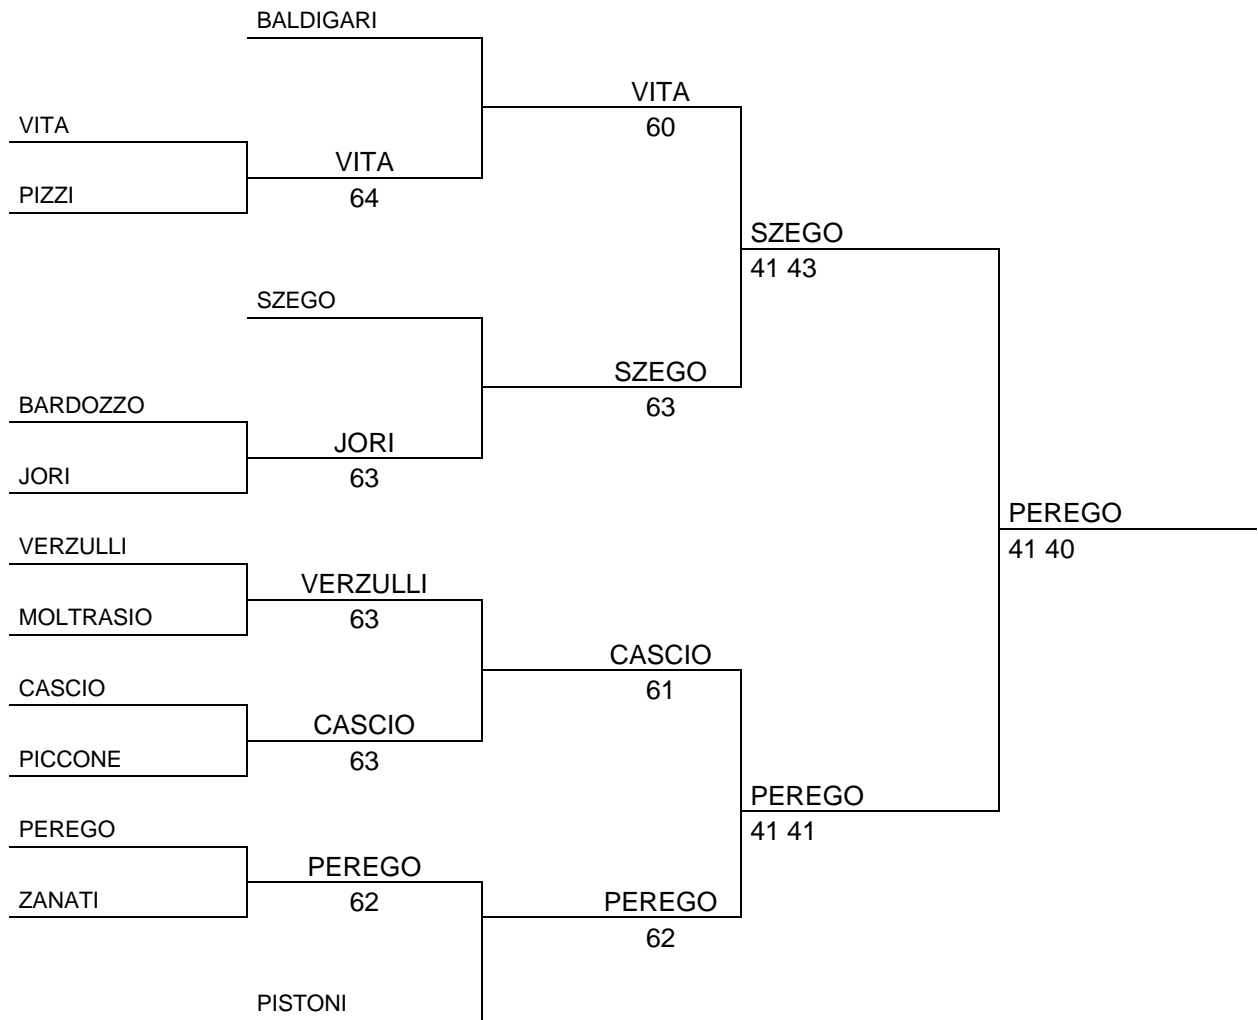 BALDIGARI
VITA
60
VITA
VITA
64
PIZZI
SZEGO
41 43
SZEGO
SZEGO
63
BARDOZZO
JORI
63
JORI
PEREGO
41 40
VERZULLI
VERZULLI
63
MOLTRASIO
CASCIO
61
CASCIO
CASCIO
63
PICCONE
PEREGO
41 41
PEREGO
PEREGO
62
ZANATI
PEREGO
62
PISTONI